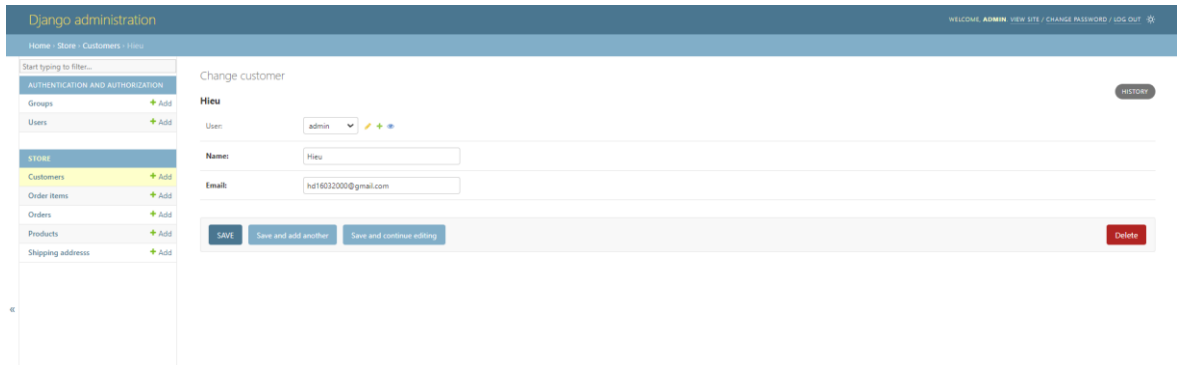 Django administration
WELCOME, ADMIN. VIEW SITE / CHANGE PASSWORD / LOG OUT
Home › Store › Customers › Hieu
Start typing to filter...
AUTHENTICATION AND AUTHORIZATION
Groups + Add
Users + Add
STORE
Customers + Add
Order items + Add
Orders + Add
Products + Add
Shipping addresss + Add
«
Change customer
HISTORY
Hieu
User: admin
Name: Hieu
Email: hd16032000@gmail.com
SAVE Save and add another Save and continue editing Delete